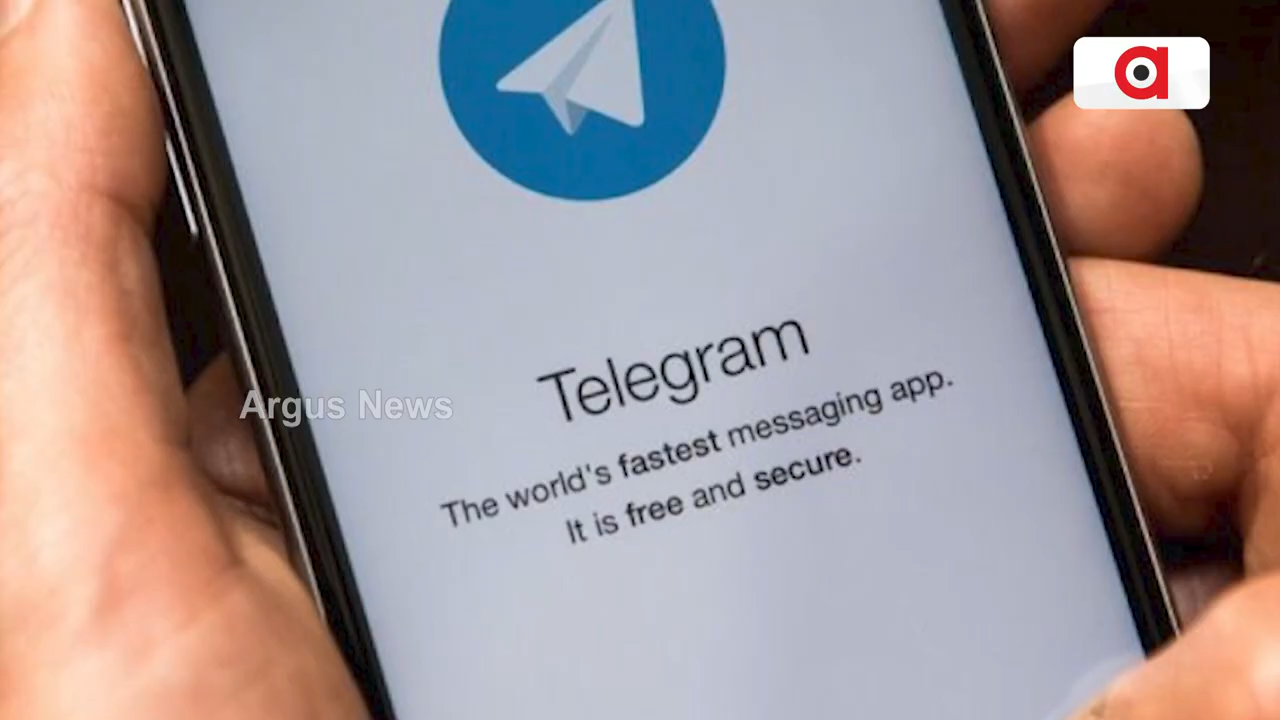 Telegram
The world's fastest messaging app.
It is free and secure.
Argus News